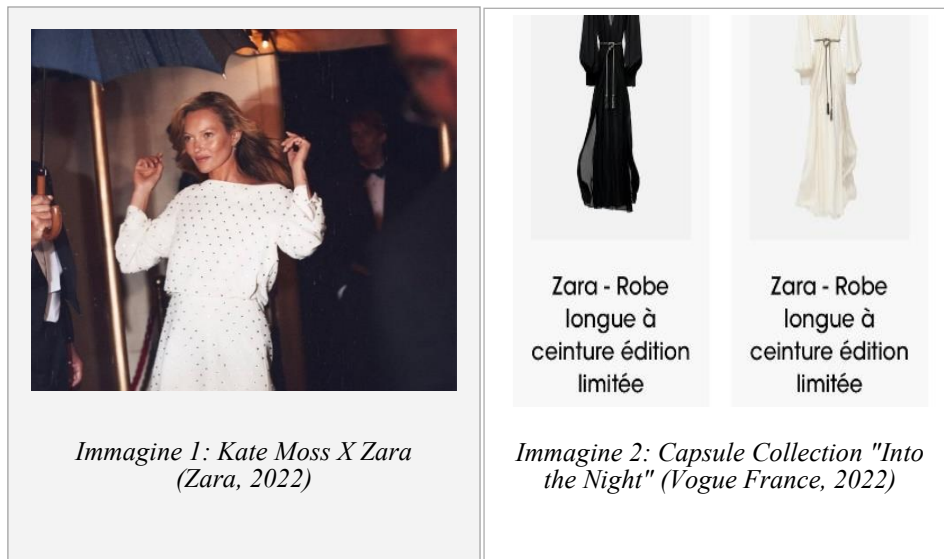 Immagine 1: Kate Moss X Zara
(Zara, 2022)
Zara - Robe
longue à
ceinture édition
limitée
Zara - Robe
longue à
ceinture édition
limitée
Immagine 2: Capsule Collection "Into
the Night" (Vogue France, 2022)